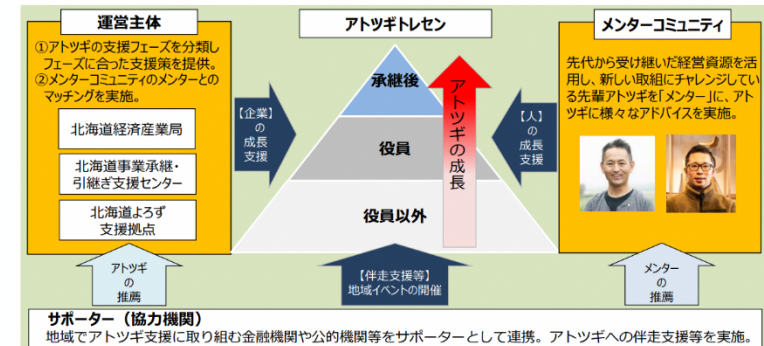 運営主体
①アトツギの支援フェーズを分類し
フェーズに合った支援策を提供。
②メンターコミュニティのメンターとの
マッチングを実施。
北海道経済産業局
北海道事業承継・
引継ぎ支援センター
北海道よろず
支援拠点
アトツギトレセン
【企業】
の
成長
支援
承継後
役員
役員以外
アトツギの成長
【人】
の
成長
支援
メンターコミュニティ
先代から受け継いだ経営資源を活
用し、新しい取組にチャレンジしてい
る先輩アトツギを「メンター」に、アト
ツギに様々なアドバイスを実施。
アトツギ
の
推薦
【伴走支援等】
地域イベントの開催
メンター
の
推薦
サポーター（協力機関）
地域でアトツギ支援に取り組む金融機関や公的機関等をサポーターとして連携。アトツギへの伴走支援等を実施。